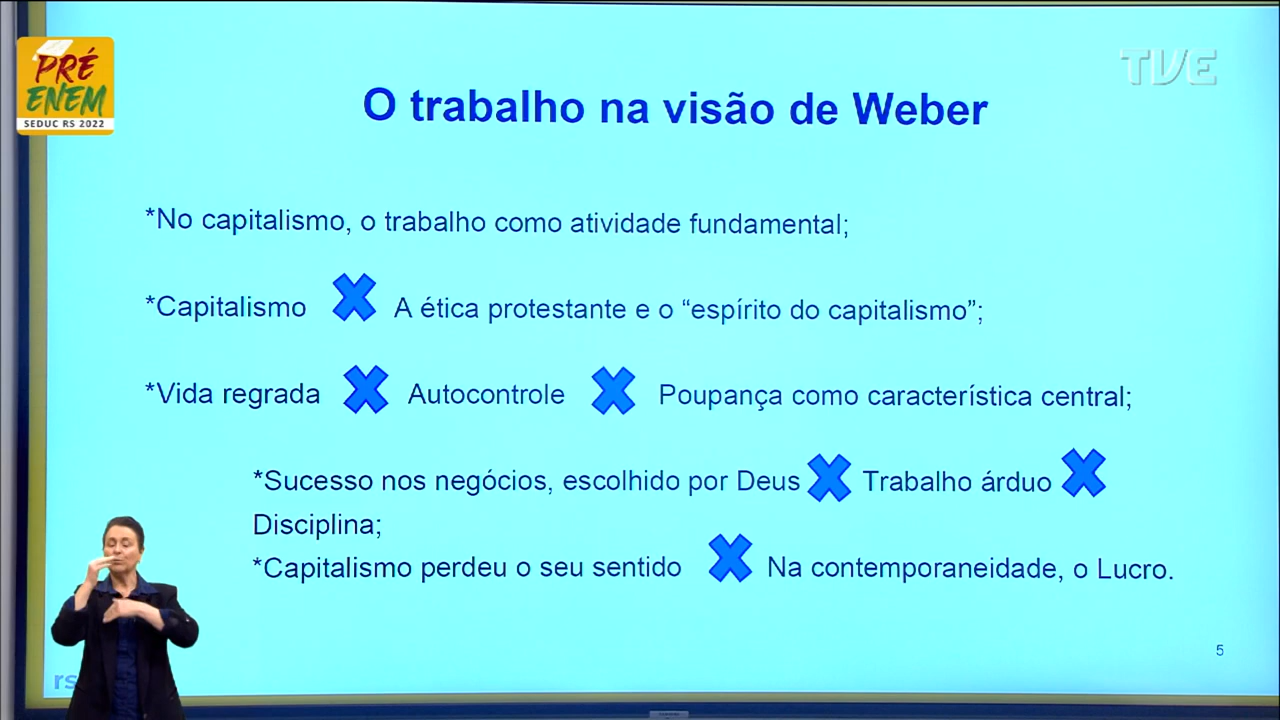 PRÉ
ENEM
SEDUC RS 2022
TVE
O trabalho na visão de Weber
*No capitalismo, o trabalho como atividade fundamental;
*Capitalismo A ética protestante e o “espírito do capitalismo”;
*Vida regrada Autocontrole Poupança como característica central;
*Sucesso nos negócios, escolhido por Deus Trabalho árduo
Disciplina;
*Capitalismo perdeu o seu sentido Na contemporaneidade, o Lucro.
5
rs